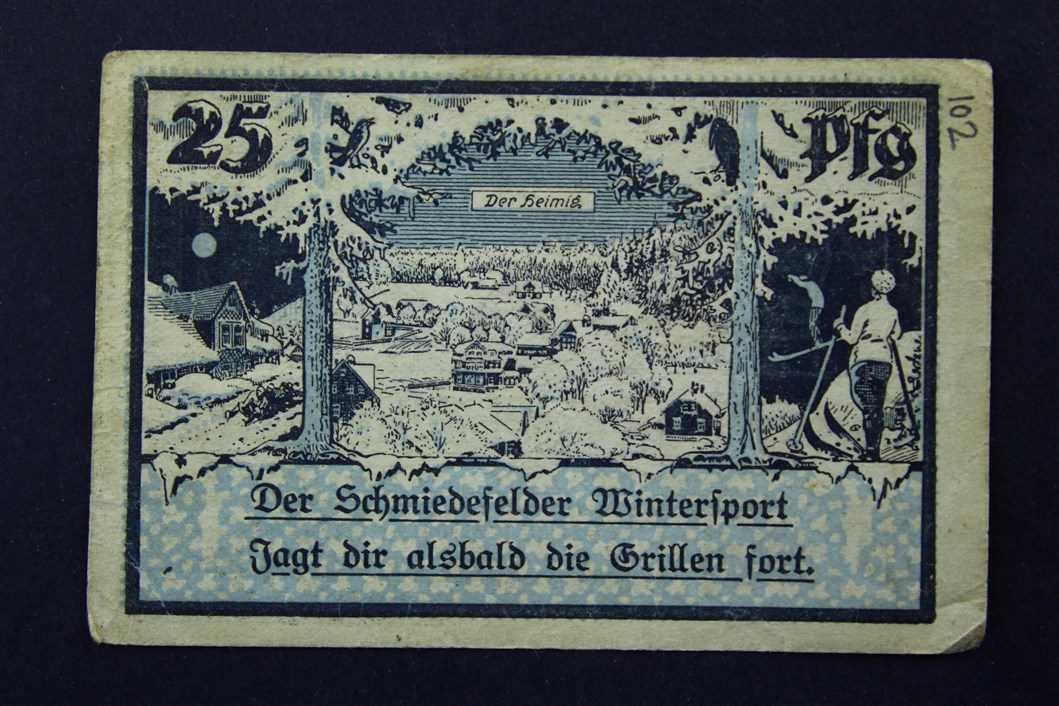 25 Pfg
Der Heimig
Der Schmiedefelder Wintersport
Jagt dir alsbald die Grillen fort.
102